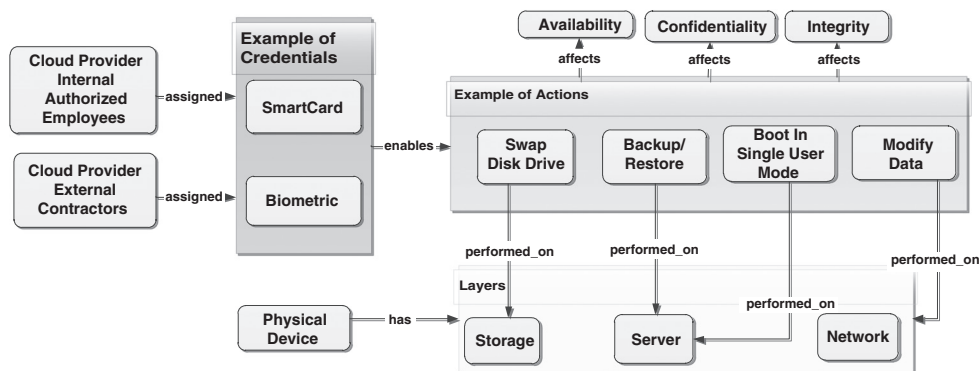 Availability
Confidentiality
Integrity
affects
affects
affects
Cloud Provider
Internal
Authorized
Employees
assigned
Example of
Credentials
SmartCard
Cloud Provider
External
Contractors
assigned
Biometric
enables
Example of Actions
Swap
Disk Drive
Backup/
Restore
Boot In
Single User
Mode
Modify
Data
performed_on
performed_on
performed_on
performed_on
Physical
Device
has
Layers
Storage
Server
Network